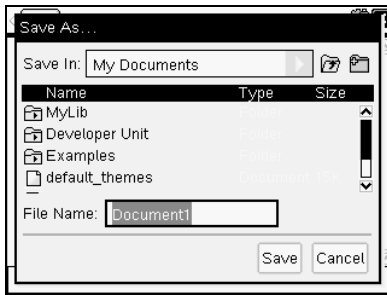 Save As...
Save In: My Documents
Name Type Size
MyLib Folder
Developer Unit Folder
Examples Folder
default_themes Document 15k
File Name: Document1
Save Cancel